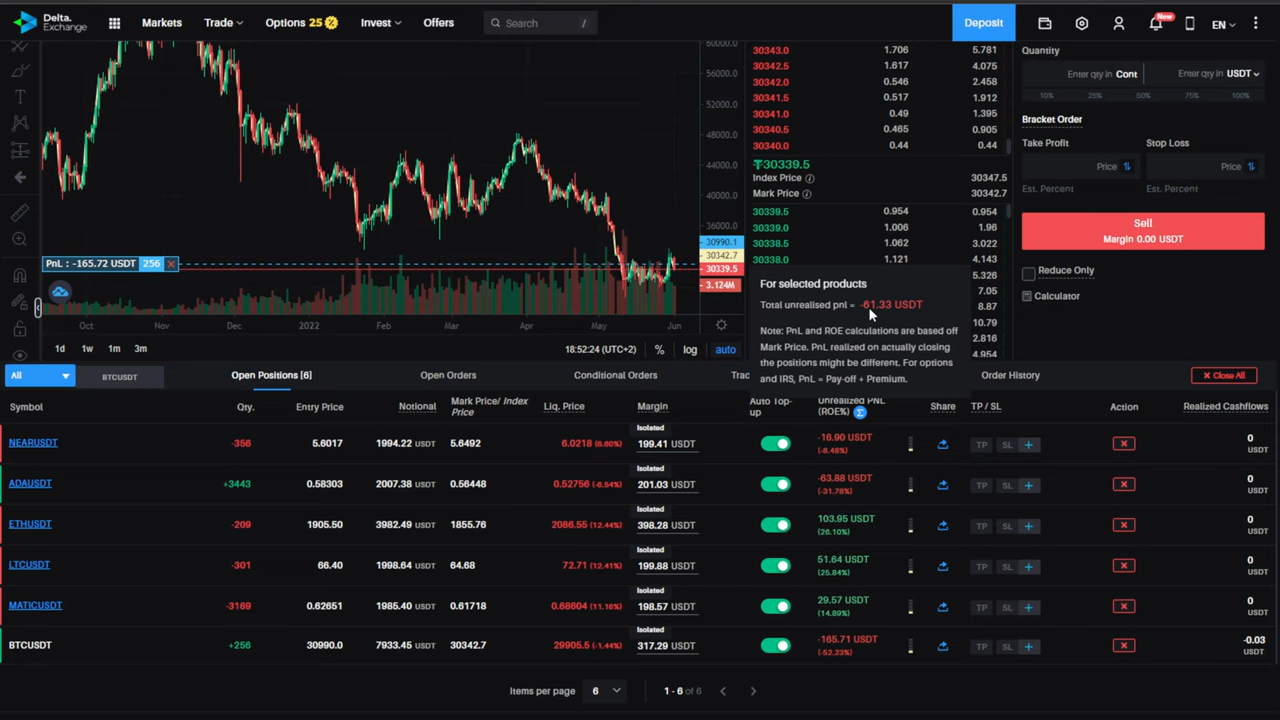 Delta. Exchange Markets Trade Options 25 Invest Offers Search / Deposit New EN
60000.0
56000.0
52000.0
48000.0
44000.0
40000.0
36000.0
30990.1
30342.7
30339.5
3.124M
PnL : -165.72 USDT 256
Oct Nov Dec 2022 Feb Mar Apr May Jun
1d 1w 1m 3m 18:52:24 (UTC+2) % log auto
30343.0 1.706 5.781
30342.5 1.617 4.075
30342.0 0.546 2.458
30341.5 0.517 1.912
30341.0 0.49 1.395
30340.5 0.465 0.905
30340.0 0.44 0.44
30339.5
Index Price 30347.5
Mark Price 30342.7
30339.5 0.954 0.954
30339.0 1.006 1.96
30338.5 1.062 3.022
30338.0 1.121 4.143
5.326
7.05
8.87
10.79
12.79
4.954
For selected products
Total unrealised pnl = -61.33 USDT
Note: PnL and ROE calculations are based off
Mark Price. PnL realized on actually closing
the positions might be different. For options
and IRS, PnL = Pay-off + Premium.
Quantity
Enter qty in Cont Enter qty in USDT
10% 25% 50% 75% 100%
Bracket Order
Take Profit Stop Loss
Price Price
Est. Percent Est. Percent
Sell
Margin 0.00 USDT
Reduce Only
Calculator
All BTCUSDT Open Positions [6] Open Orders Conditional Orders Trad Order History Close All
Symbol Qty. Entry Price Notional Mark Price/ Index Price Liq. Price Margin Auto Top-up Unrealized PNL (ROE%) Share TP / SL Action Realized Cashflows
NEARUSDT -356 5.6017 1994.22 USDT 5.6492 6.0218 (6.60%) Isolated 199.41 USDT -16.90 USDT (-8.48%) TP SL + 0 USDT
ADAUSDT +3443 0.58303 2007.38 USDT 0.56448 0.52756 (-6.54%) Isolated 201.03 USDT -63.88 USDT (-31.78%) TP SL + 0 USDT
ETHUSDT -209 1905.50 3982.49 USDT 1855.76 2086.55 (12.44%) Isolated 398.28 USDT 103.95 USDT (26.10%) TP SL + 0 USDT
LTCUSDT -301 66.40 1998.64 USDT 64.68 72.71 (12.41%) Isolated 199.88 USDT 51.64 USDT (25.84%) TP SL + 0 USDT
MATICUSDT -3169 0.62651 1985.40 USDT 0.61718 0.68604 (11.16%) Isolated 198.57 USDT 29.57 USDT (14.89%) TP SL + 0 USDT
BTCUSDT +256 30990.0 7933.45 USDT 30342.7 29905.5 (-1.44%) Isolated 317.29 USDT -165.71 USDT (-52.23%) TP SL + -0.03 USDT
Items per page 6 1 - 6 of 6